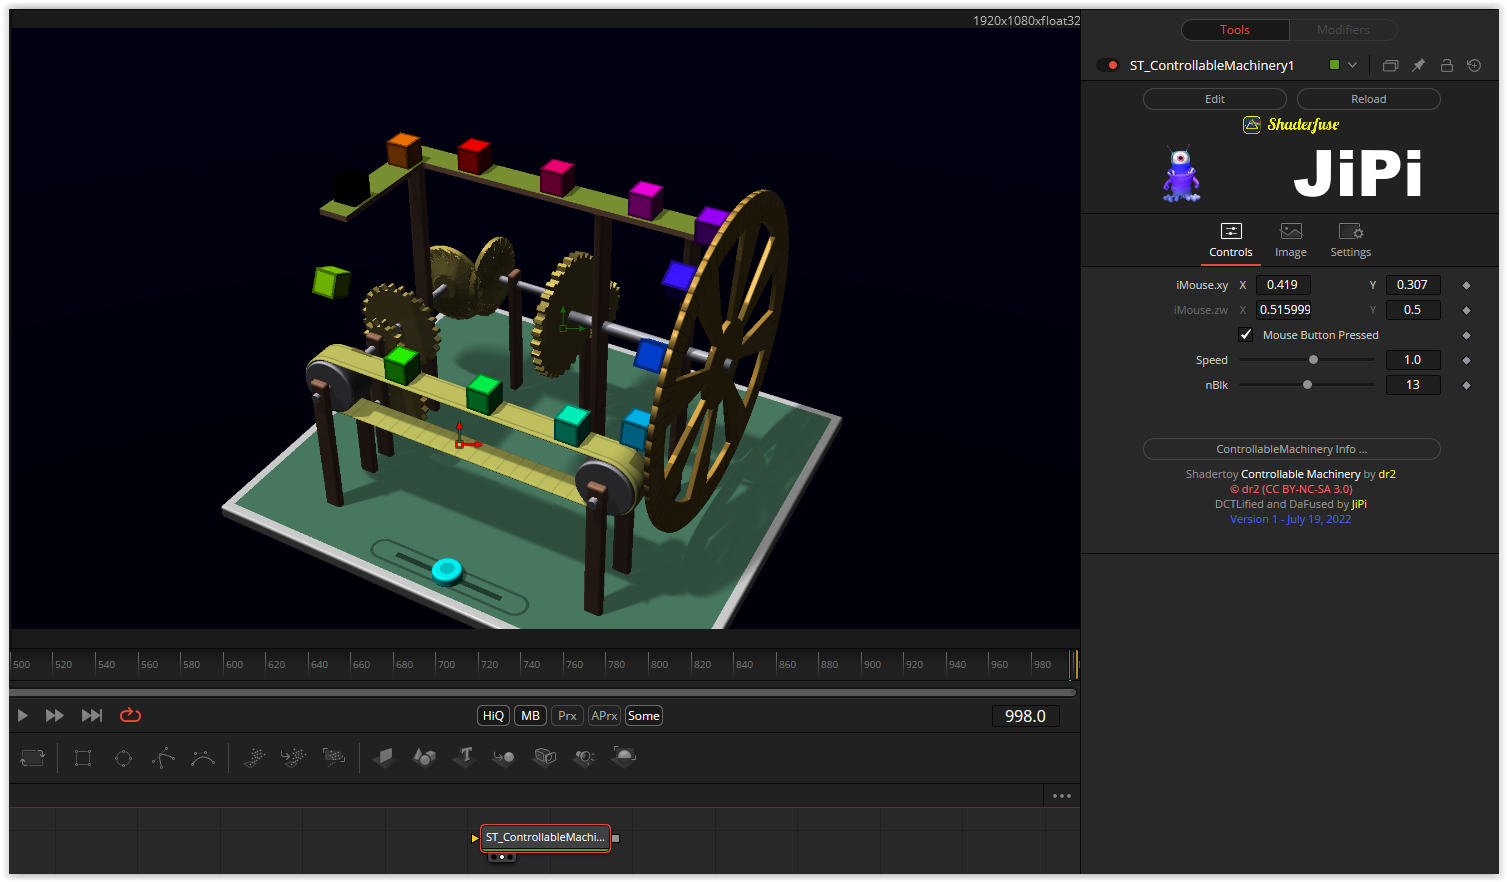 1920x1080xfloat32
Tools
Modifiers
ST_ControllableMachinery1
Edit
Reload
Shaderfuse
JiPi
Controls
Image
Settings
iMouse.xy X 0.419 Y 0.307
iMouse.zw X 0.515999 Y 0.5
Mouse Button Pressed
Speed 1.0
nBlk 13
ControllableMachinery Info ...
Shadertoy Controllable Machinery by dr2
© dr2 (CC BY-NC-SA 3.0)
DCTLified and DaFused by JiPi
Version 1 - July 19, 2022
500 520 540 560 580 600 620 640 660 680 700 720 740 760 780 800 820 840 860 880 900 920 940 960 980
HiQ MB Prx APrx Some
998.0
T
ST_ControllableMachi...